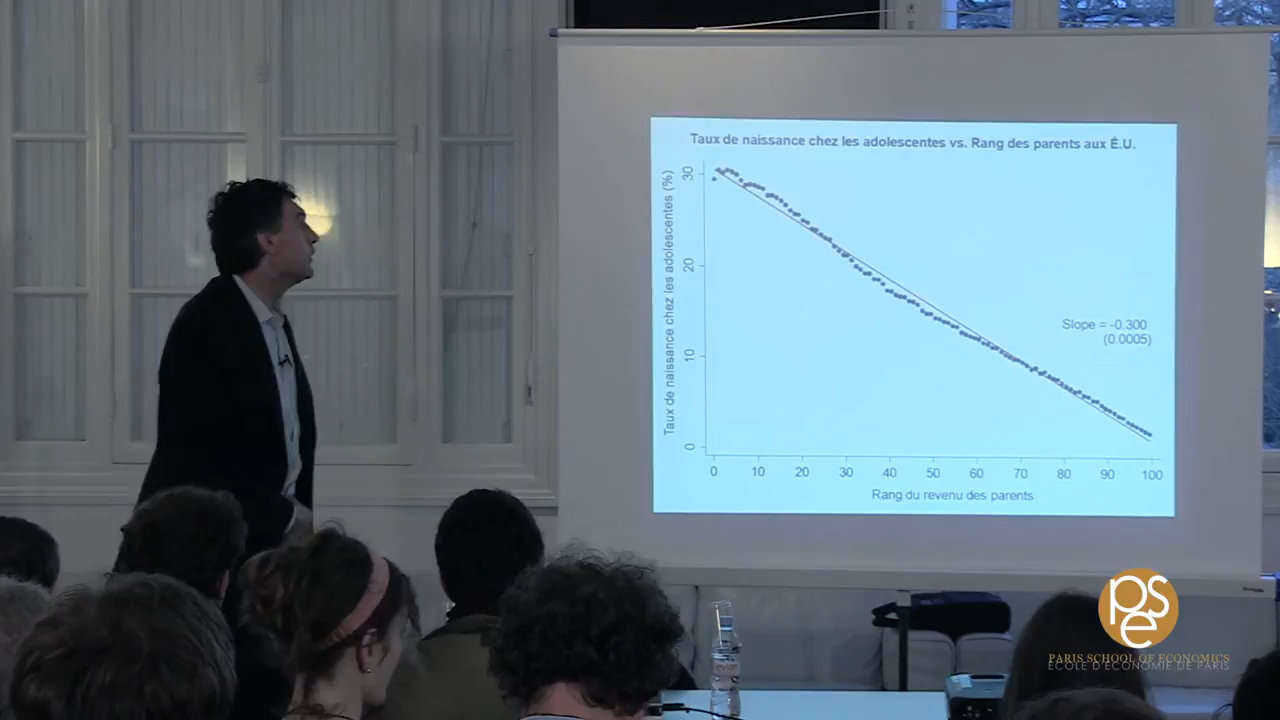 Taux de naissance chez les adolescentes vs. Rang des parents aux É.U.
Taux de naissance chez les adolescentes (%)
30
20
10
0
Slope = -0.300
(0.0005)
0 10 20 30 40 50 60 70 80 90 100
Rang du revenu des parents
evian
pse
PARIS SCHOOL OF ECONOMICS
ECOLE D'ECONOMIE DE PARIS